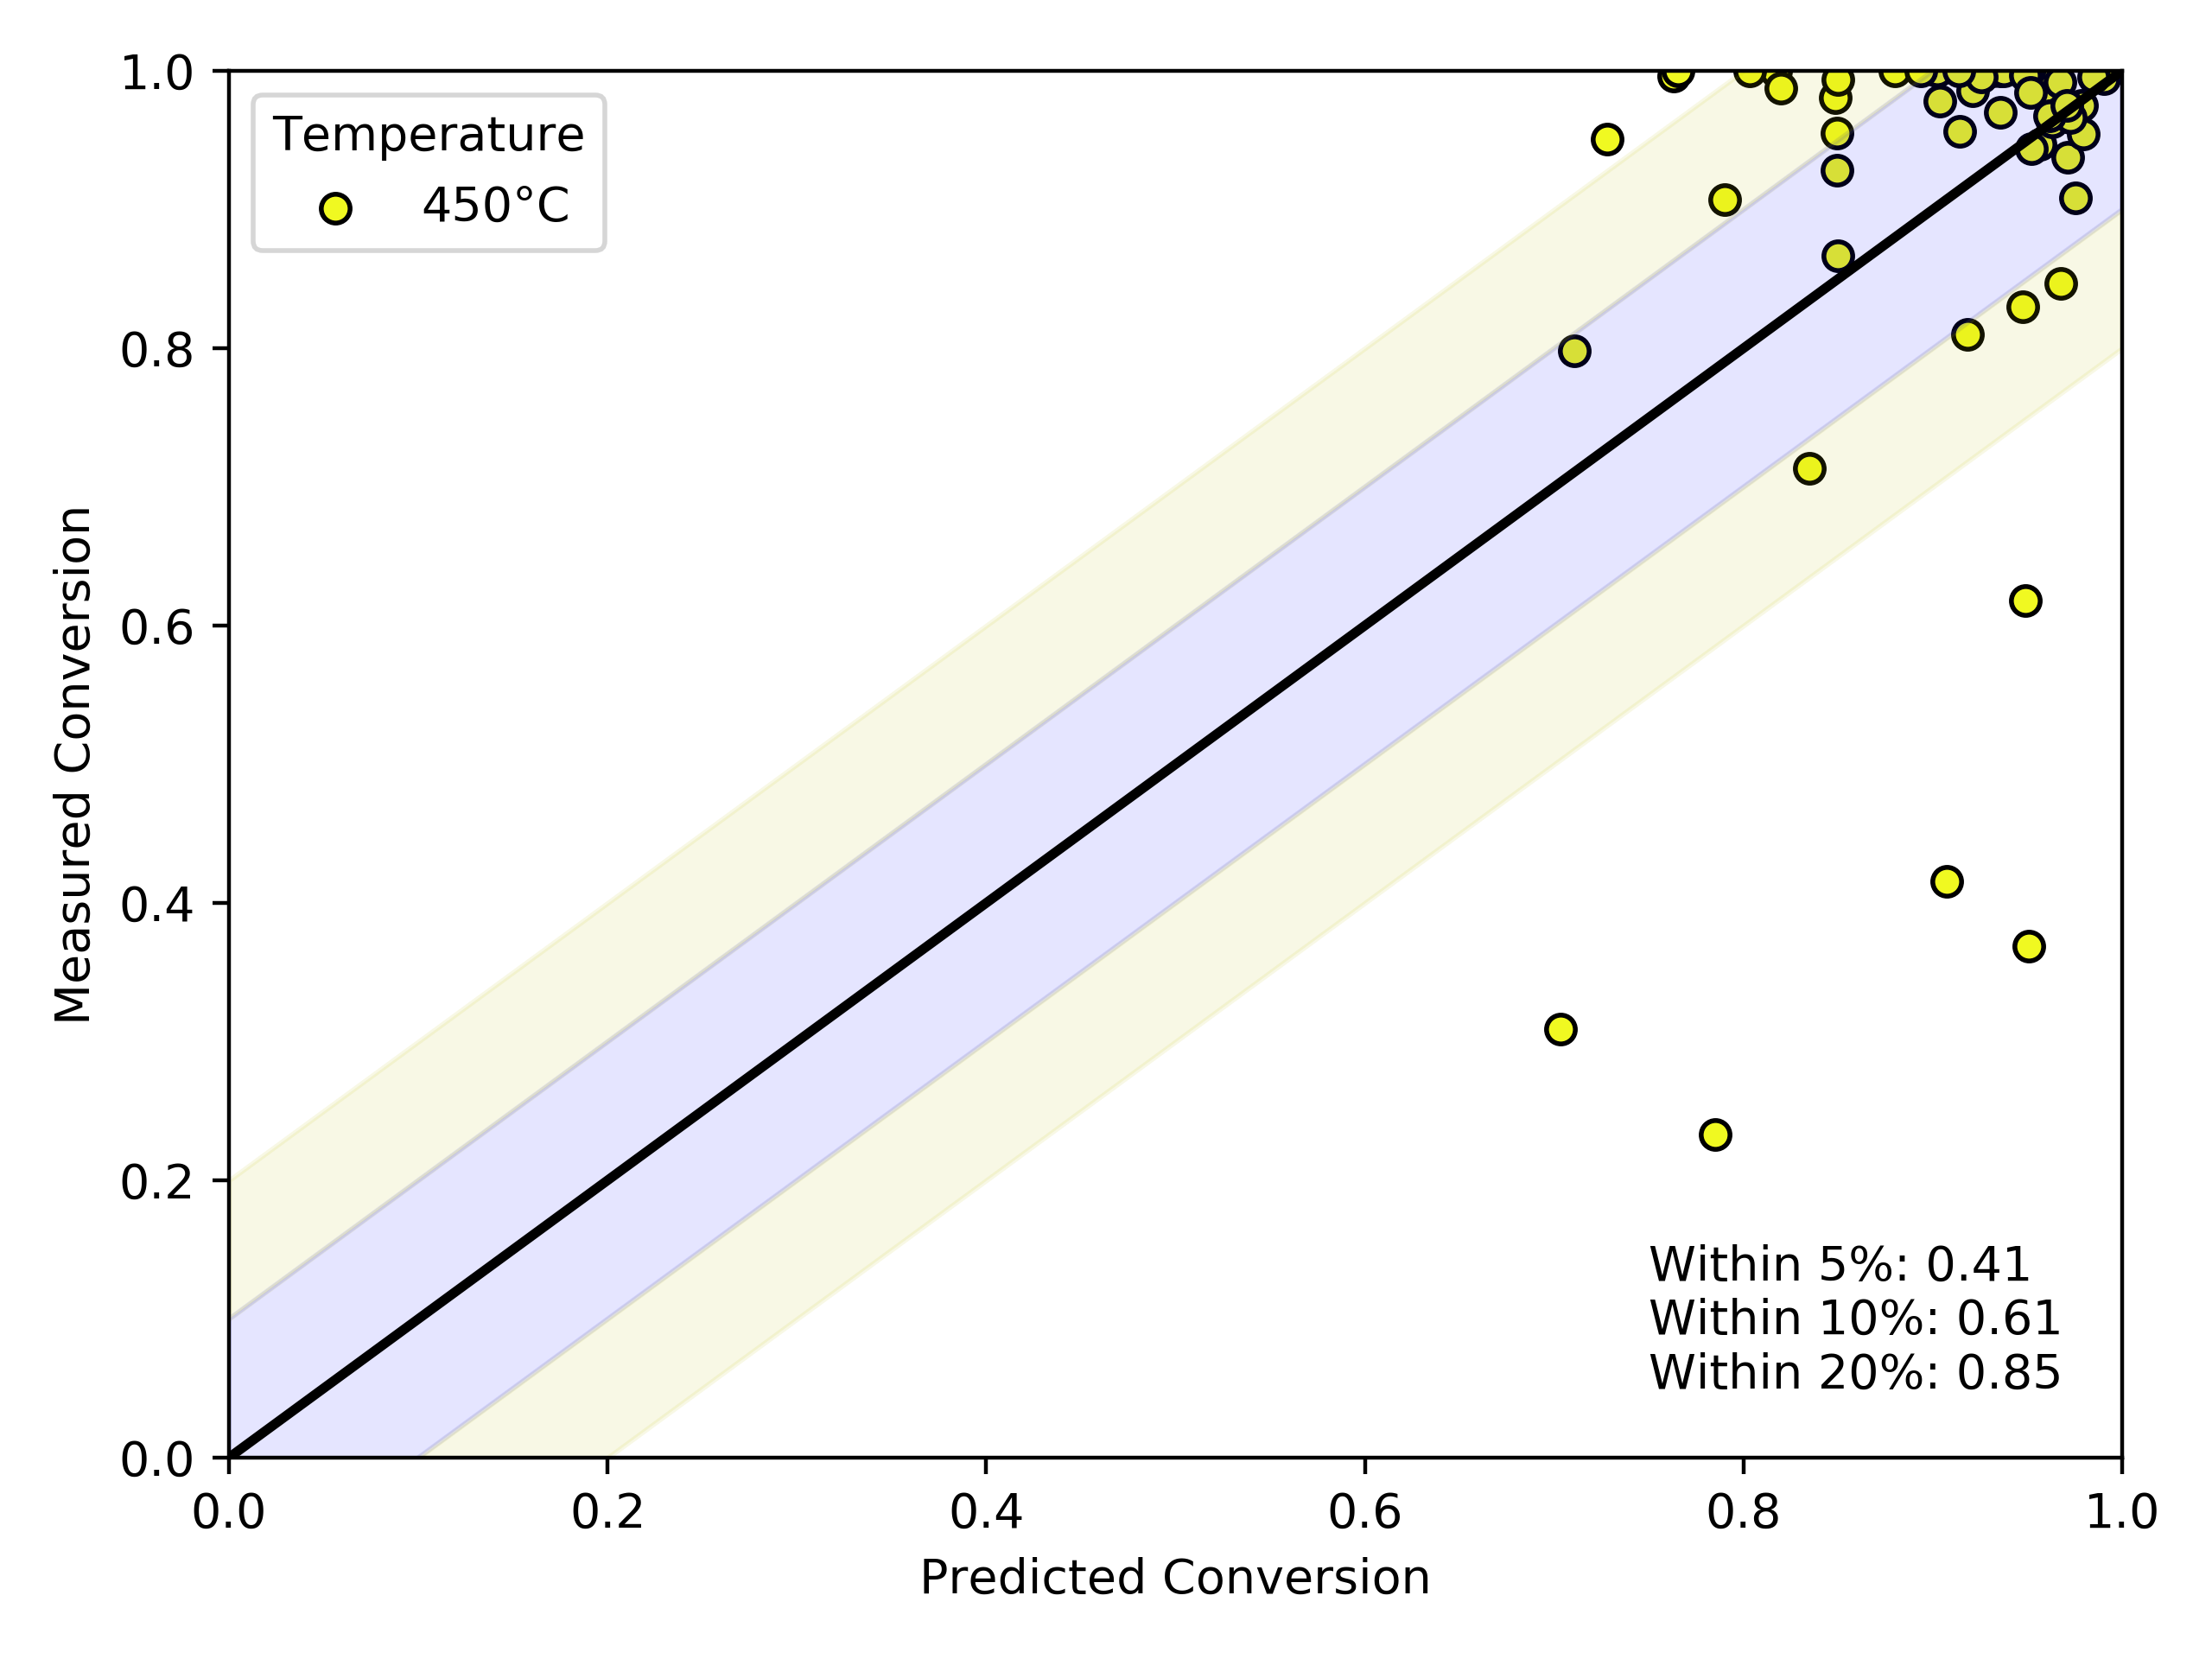 1.0
0.8
0.6
0.4
0.2
0.0
Measured Conversion
Temperature
450°C
Within 5%: 0.41
Within 10%: 0.61
Within 20%: 0.85
0.0 0.2 0.4 0.6 0.8 1.0
Predicted Conversion